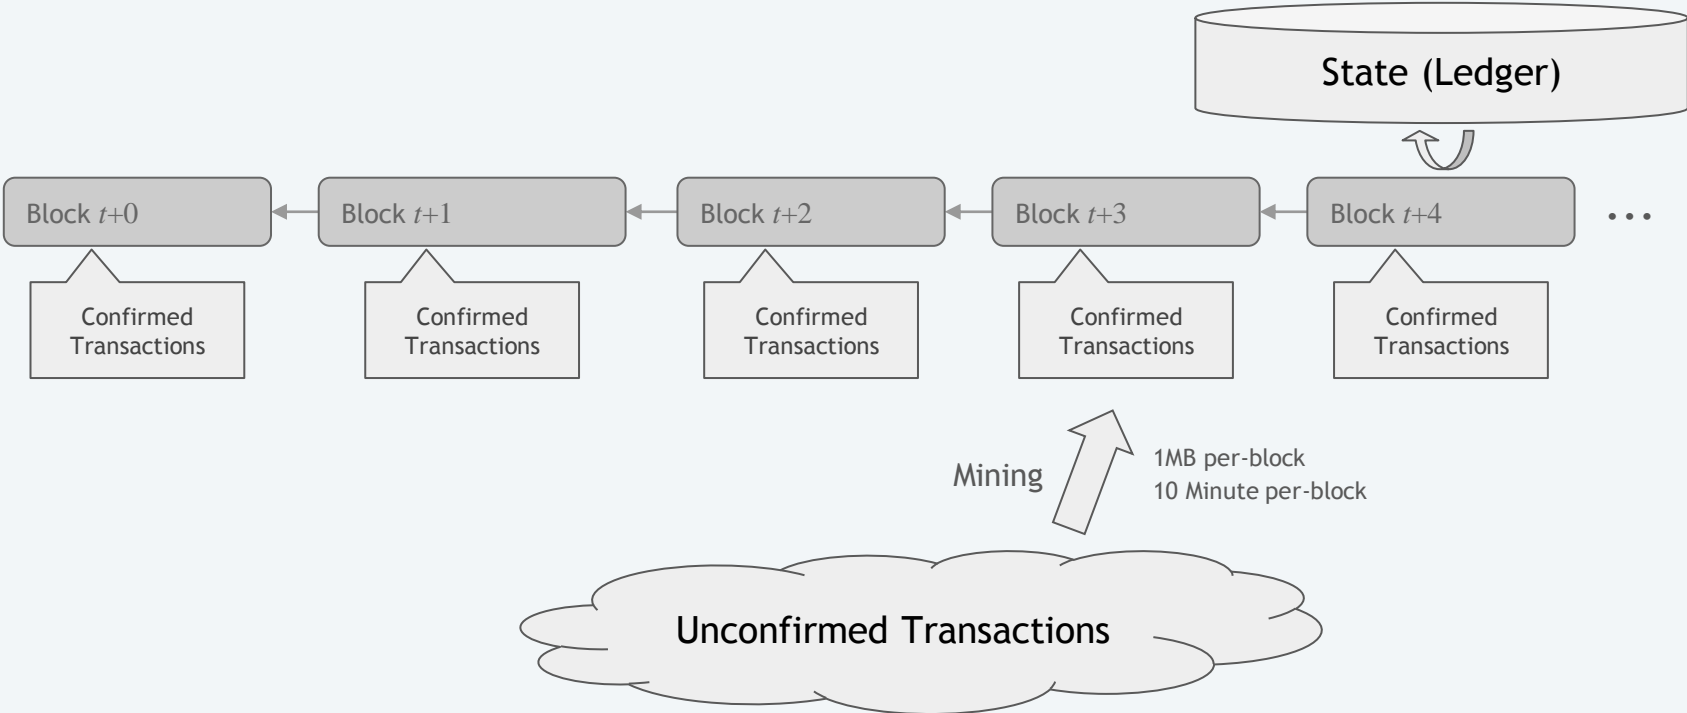 State (Ledger)
Block t+0
Block t+1
Block t+2
Block t+3
Block t+4
...
Confirmed
Transactions
Confirmed
Transactions
Confirmed
Transactions
Confirmed
Transactions
Confirmed
Transactions
Mining
1MB per-block
10 Minute per-block
Unconfirmed Transactions